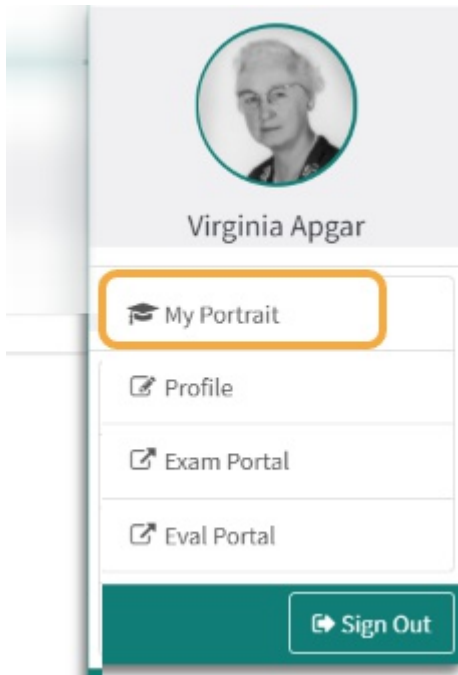 Virginia Apgar
My Portrait
Profile
Exam Portal
Eval Portal
Sign Out